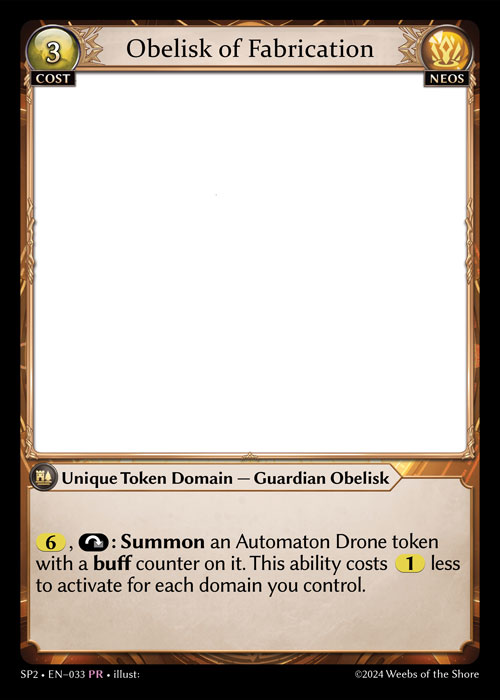 3
Obelisk of Fabrication
COST
NEOS
Unique Token Domain — Guardian Obelisk
6 , : Summon an Automaton Drone token
with a buff counter on it. This ability costs 1 less
to activate for each domain you control.
SP2 • EN–033 PR • illust:
©2024 Weebs of the Shore